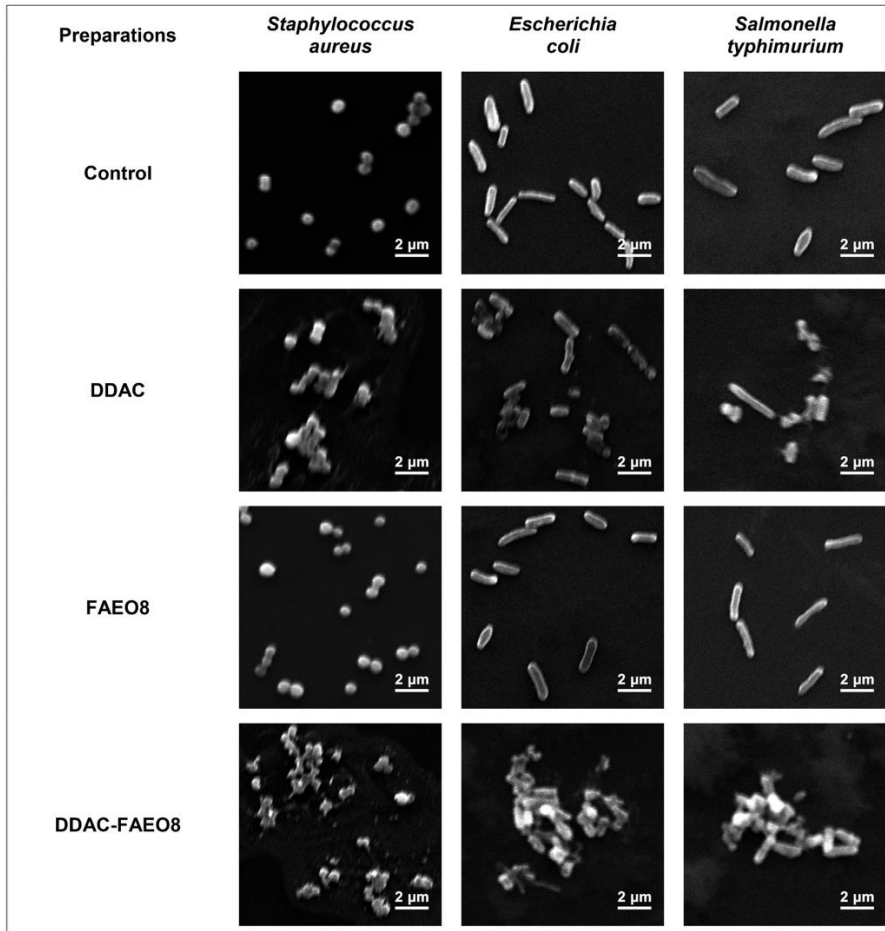 Preparations
Staphylococcus
aureus
Escherichia
coli
Salmonella
typhimurium
Control
2 µm
2 µm
2 µm
DDAC
2 µm
2 µm
2 µm
FAEO8
2 µm
2 µm
2 µm
DDAC-FAEO8
2 µm
2 µm
2 µm